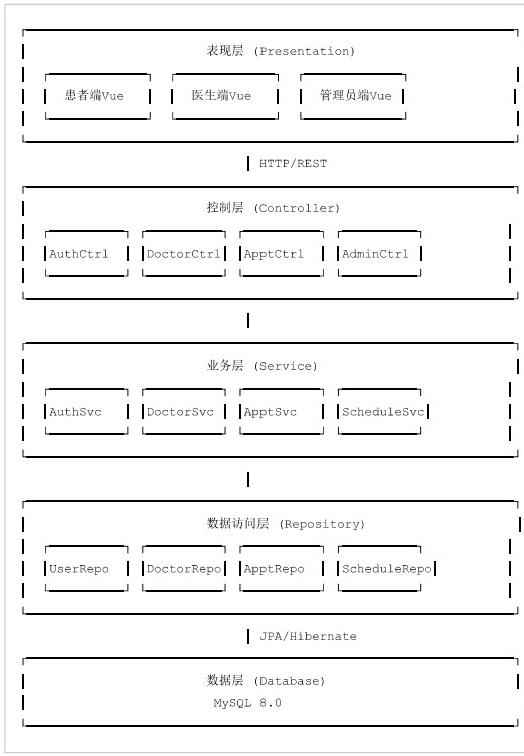 表现层 (Presentation)
患者端Vue 医生端Vue 管理员端Vue
HTTP/REST
控制层 (Controller)
AuthCtrl DoctorCtrl ApptCtrl AdminCtrl
业务层 (Service)
AuthSvc DoctorSvc ApptSvc ScheduleSvc
数据访问层 (Repository)
UserRepo DoctorRepo ApptRepo ScheduleRepo
JPA/Hibernate
数据层 (Database)
MySQL 8.0